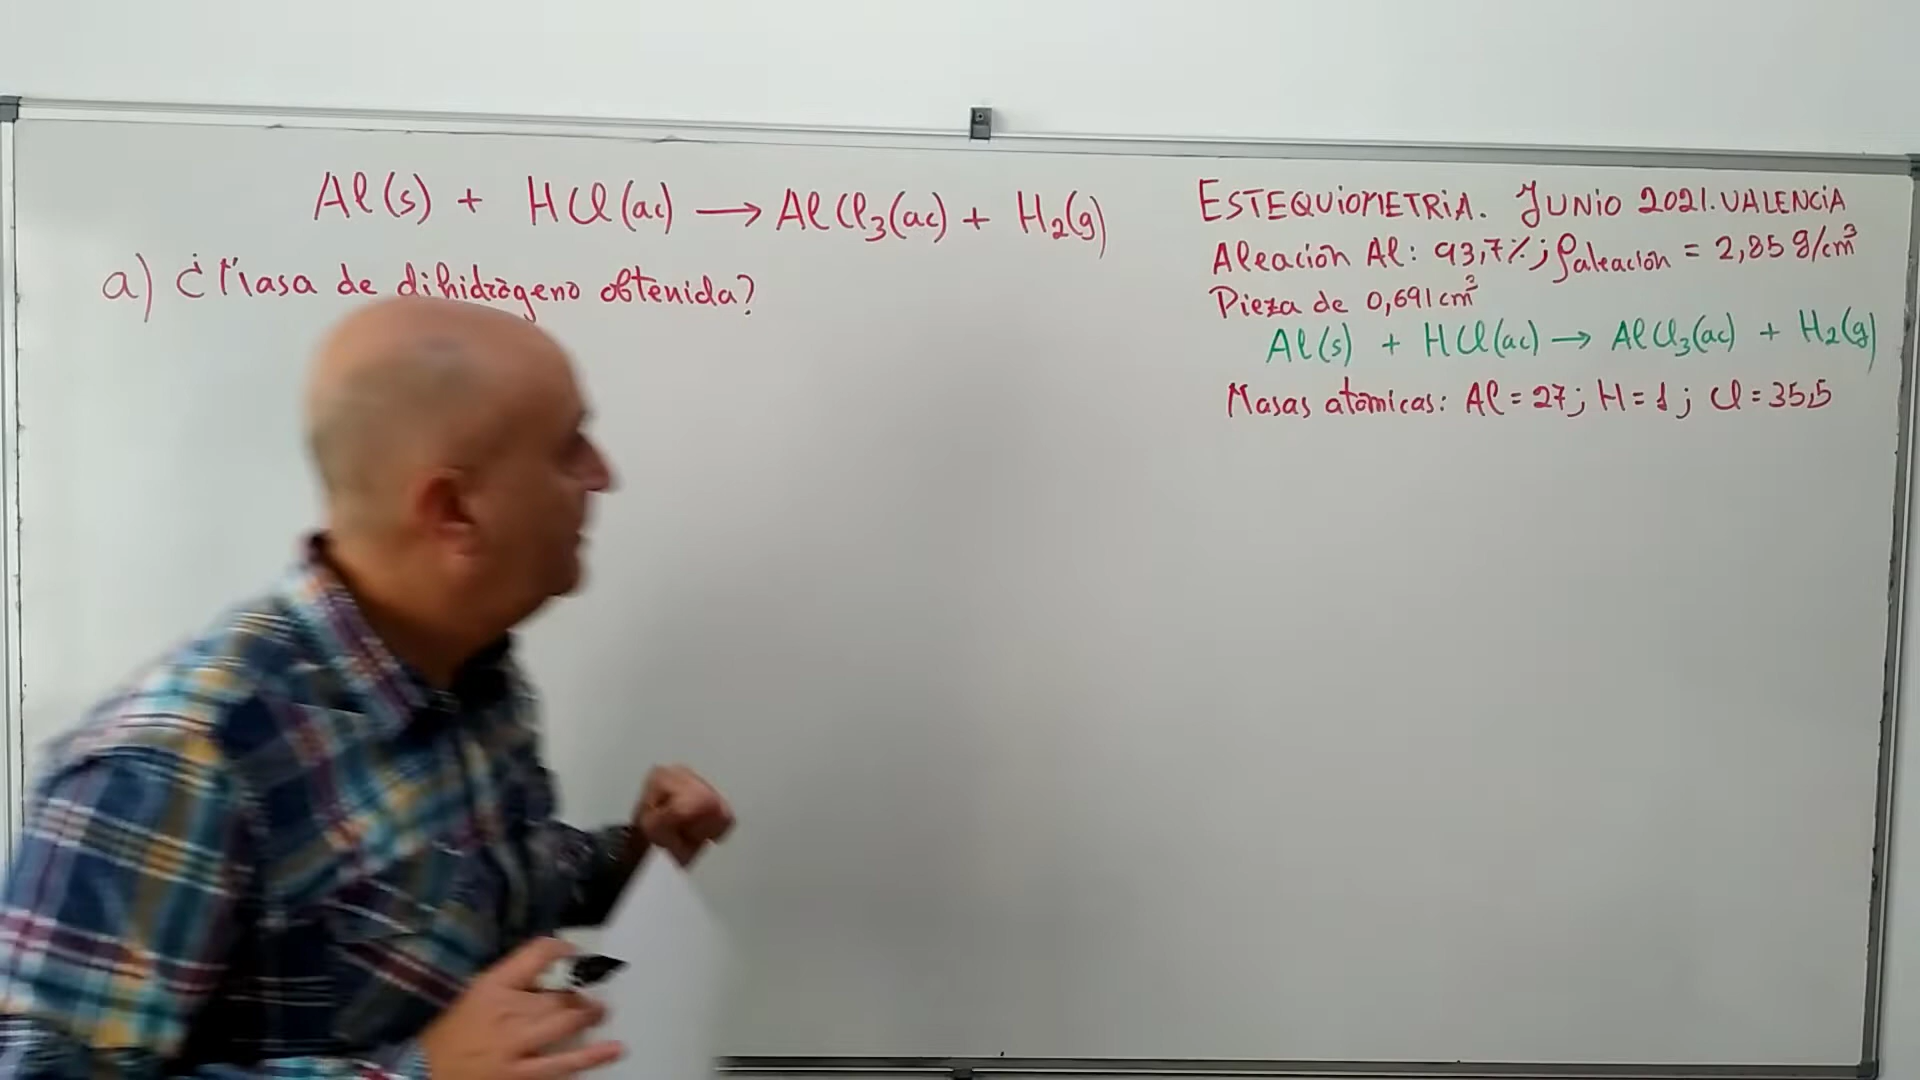 Al(s) + HCl(ac) → AlCl₃(ac) + H₂(g)
a) ¿Masa de dihidrógeno obtenida?
ESTEQUIOMETRIA. JUNIO 2021. VALENCIA
Aleación Al: 93,7%; ρaleación = 2,85 g/cm³
Pieza de 0,691 cm³
Al(s) + HCl(ac) → AlCl₃(ac) + H₂(g)
Masas atómicas: Al = 27; H = 1; Cl = 35,5